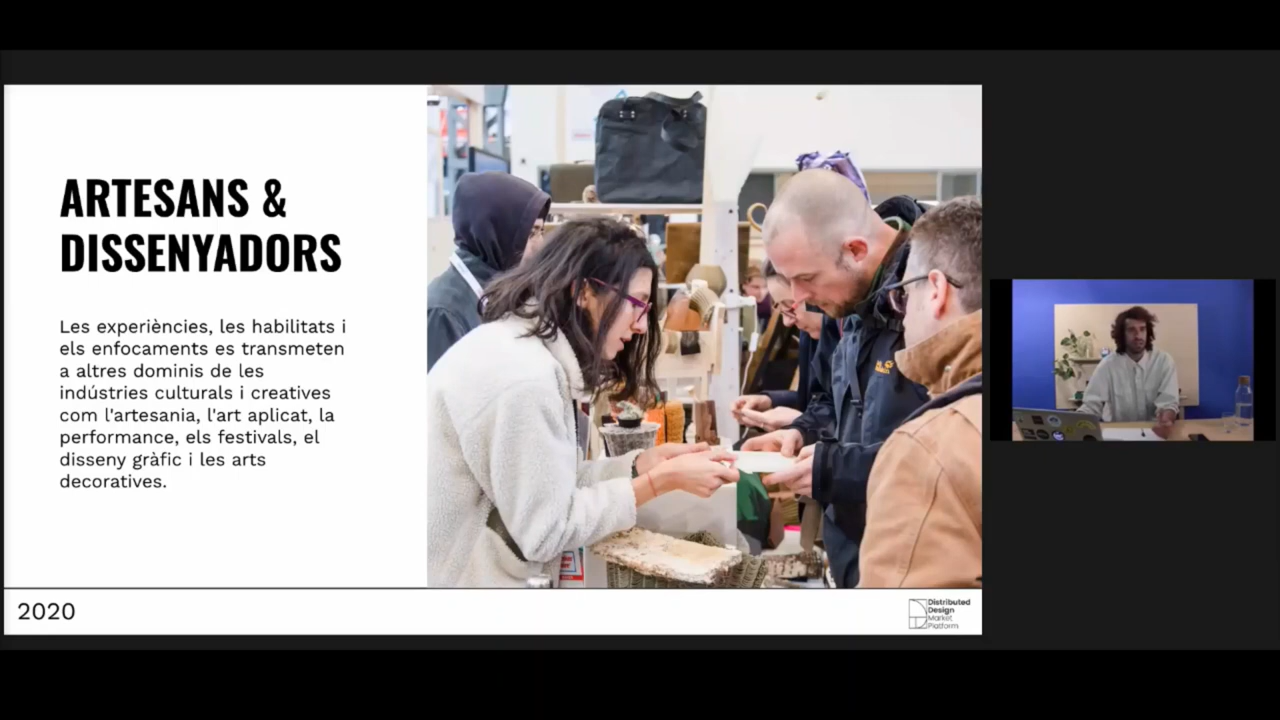 ARTESANS &
DISSENYADORS
Les experiències, les habilitats i
els enfocaments es transmeten
a altres dominis de les
indústries culturals i creatives
com l'artesania, l'art aplicat, la
performance, els festivals, el
disseny gràfic i les arts
decoratives.
2020
Distributed
Design
Market
Platform